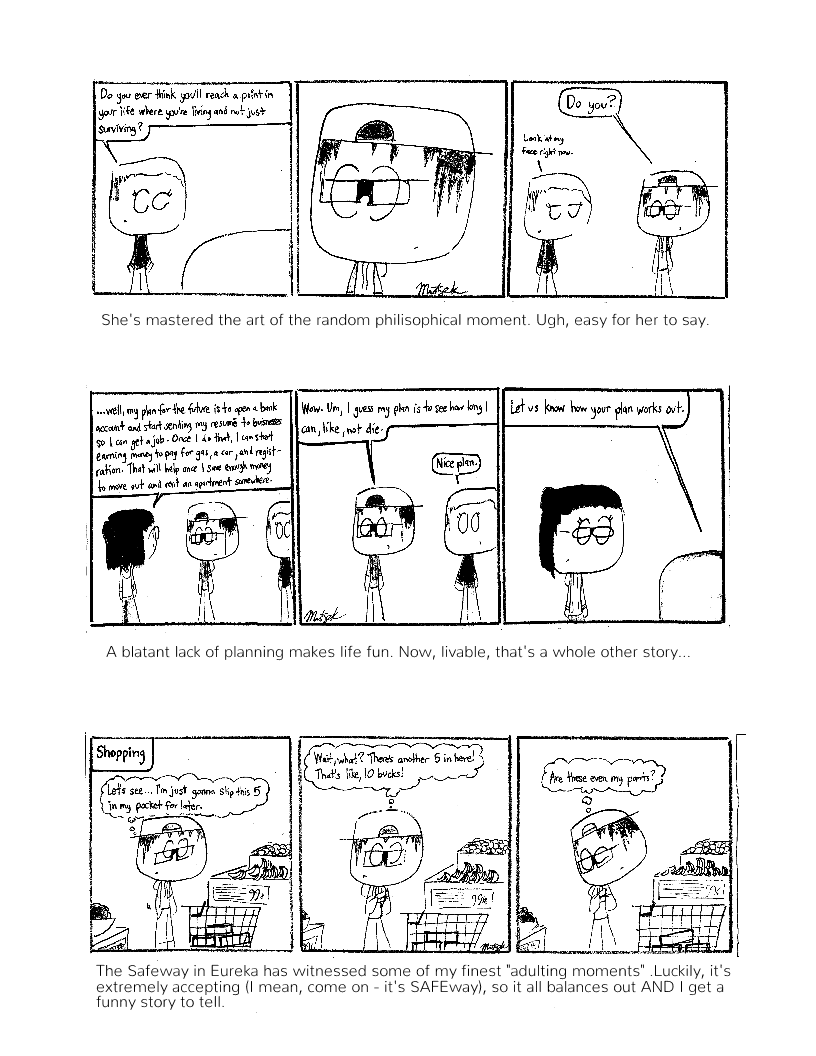 Do you ever think you'll reach a point in
your life where you're living and not just
surviving?
Do you?
Look at my
face right now.
Mutsek
She's mastered the art of the random philisophical moment. Ugh, easy for her to say.
...well, my plan for the future is to open a bank
account and start sending my resumé to businesses
so I can get a job. Once I do that, I can start
earning money to pay for gas, a car, and regist-
ration. That will help once I save enough money
to move out and rent an apartment somewhere.
Wow. Um, I guess my plan is to see how long I
can, like, not die.
Nice plan.
Let us know how your plan works out.
Mutsek
A blatant lack of planning makes life fun. Now, livable, that's a whole other story...
Shopping
Let's see... I'm just gonna slip this 5
in my pocket for later.
Wait, what? There's another 5 in here!
That's like, 10 bucks!
Are these even my pants?
99¢
99¢
Mutsek
The Safeway in Eureka has witnessed some of my finest "adulting moments" .Luckily, it's
extremely accepting (I mean, come on - it's SAFEway), so it all balances out AND I get a
funny story to tell.